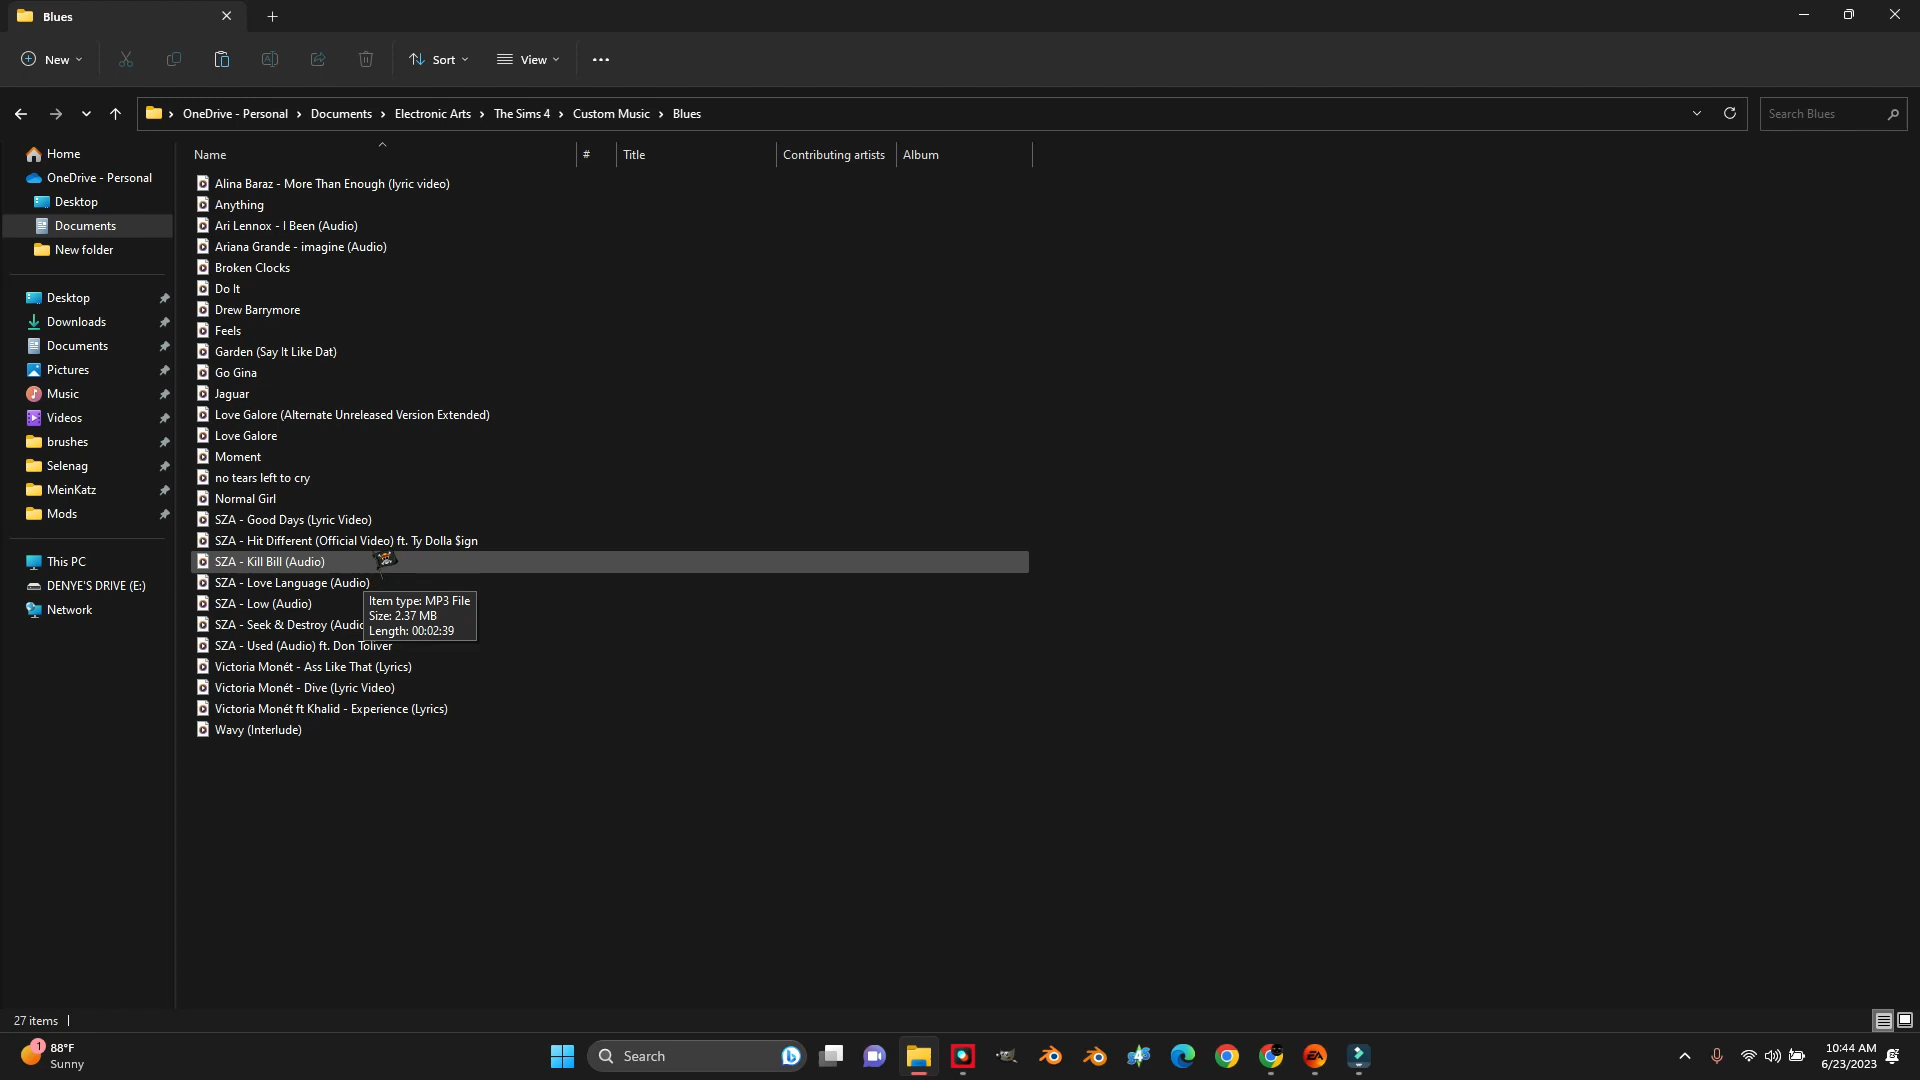 Blues
New
Sort
View
OneDrive - Personal > Documents > Electronic Arts > The Sims 4 > Custom Music > Blues
Search Blues
Home
OneDrive - Personal
Desktop
Documents
New folder
Desktop
Downloads
Documents
Pictures
Music
Videos
brushes
Selenag
MeinKatz
Mods
This PC
DENYE'S DRIVE (E:)
Network
Name # Title Contributing artists Album
Alina Baraz - More Than Enough (lyric video)
Anything
Ari Lennox - I Been (Audio)
Ariana Grande - imagine (Audio)
Broken Clocks
Do It
Drew Barrymore
Feels
Garden (Say It Like Dat)
Go Gina
Jaguar
Love Galore (Alternate Unreleased Version Extended)
Love Galore
Moment
no tears left to cry
Normal Girl
SZA - Good Days (Lyric Video)
SZA - Hit Different (Official Video) ft. Ty Dolla $ign
SZA - Kill Bill (Audio)
SZA - Love Language (Audio)
SZA - Low (Audio)
SZA - Seek & Destroy (Audio
SZA - Used (Audio) ft. Don Toliver
Victoria Monét - Ass Like That (Lyrics)
Victoria Monét - Dive (Lyric Video)
Victoria Monét ft Khalid - Experience (Lyrics)
Wavy (Interlude)
Item type: MP3 File
Size: 2.37 MB
Length: 00:02:39
27 items
1
88°F
Sunny
Search
4
EA
10:44 AM
6/23/2023